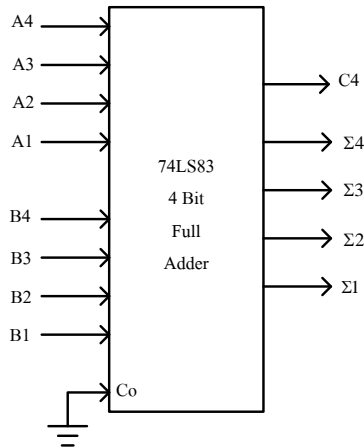 A4
A3
A2
A1
B4
B3
B2
B1
Co
74LS83
4 Bit
Full
Adder
C4
Σ4
Σ3
Σ2
Σ1